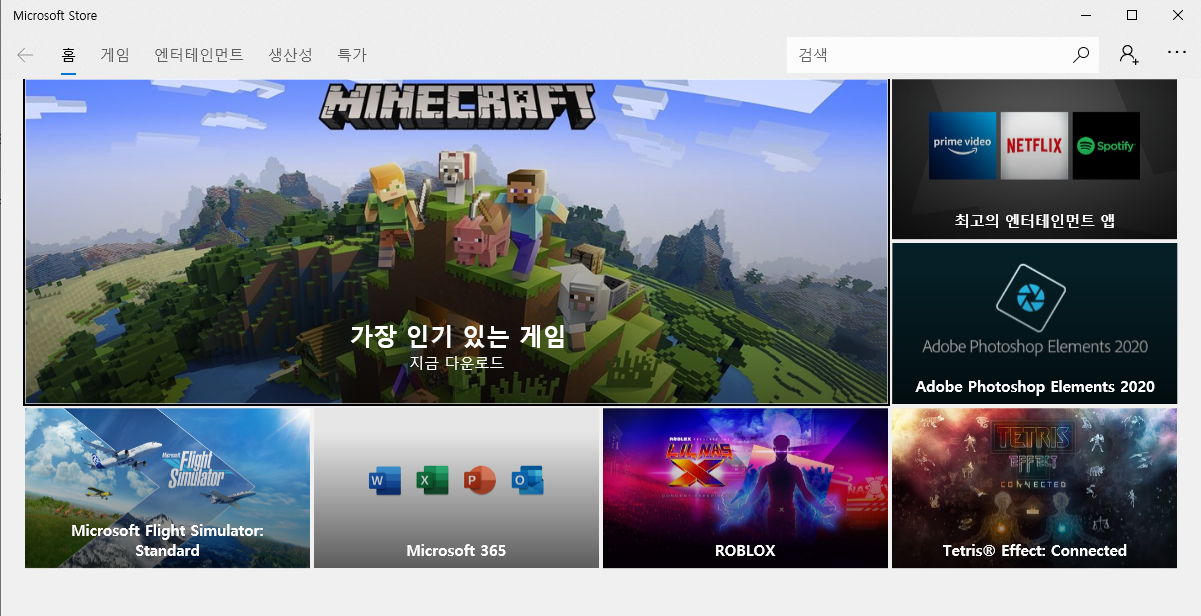 Microsoft Store
홈 게임 엔터테인먼트 생산성 특가
검색
MINECRAFT
가장 인기 있는 게임
지금 다운로드
prime video
NETFLIX
Spotify
최고의 엔터테인먼트 앱
Adobe Photoshop Elements 2020
Adobe Photoshop Elements 2020
Microsoft
Flight
Simulator
Microsoft Flight Simulator:
Standard
W X P O
Microsoft 365
ROBLOX
LIL NAS
X
ROBLOX
TETRIS
EFFECT
CONNECTED
Tetris® Effect: Connected